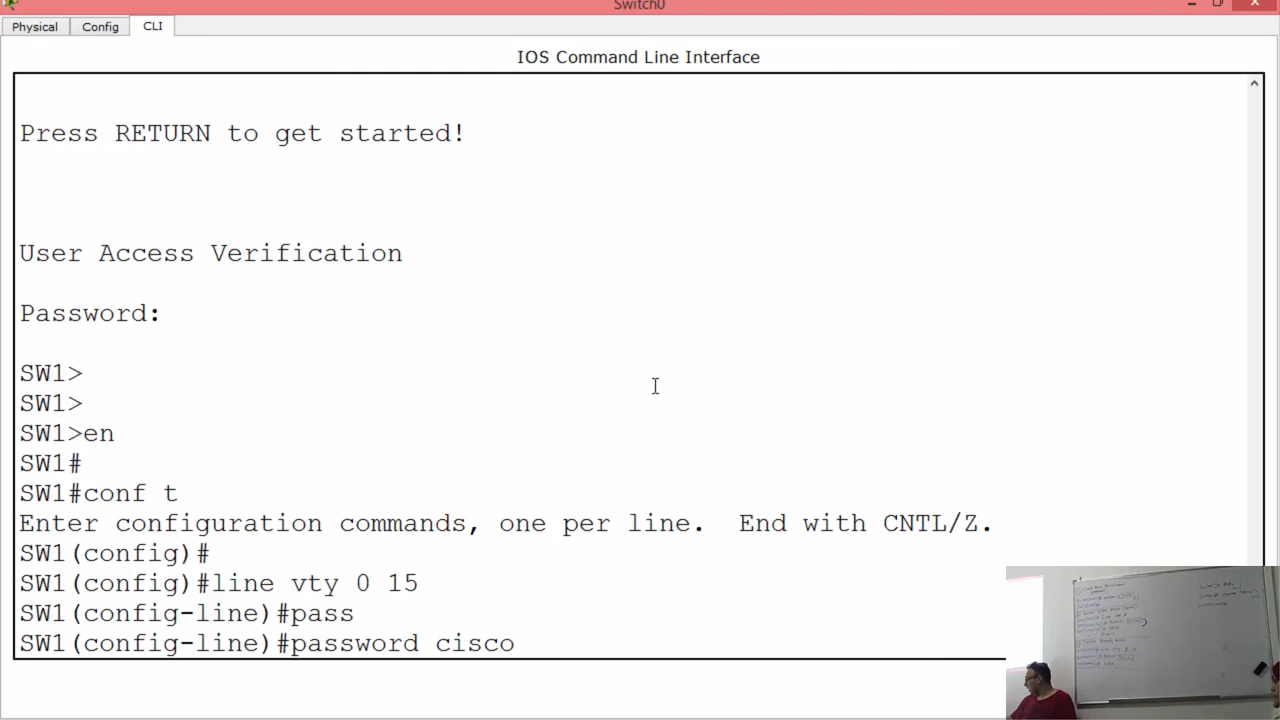 Switch0
Physical Config CLI
IOS Command Line Interface
Press RETURN to get started!
User Access Verification
Password:
SW1>
SW1>
SW1>en
SW1#
SW1#conf t
Enter configuration commands, one per line.  End with CNTL/Z.
SW1(config)#
SW1(config)#line vty 0 15
SW1(config-line)#pass
SW1(config-line)#password cisco